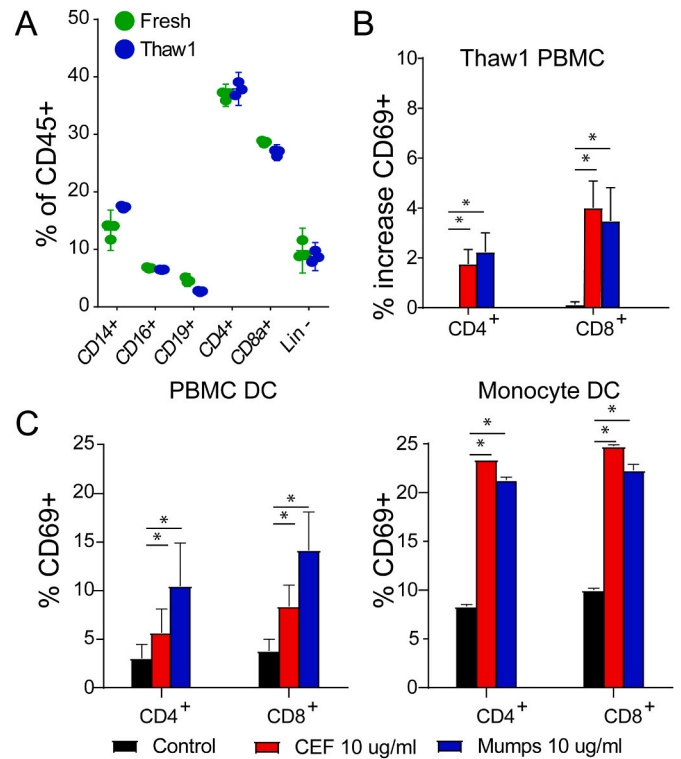 A
Fresh
Thaw1
% of CD45+
50
40
30
20
10
0
CD14+
CD16+
CD19+
CD4+
CD8a+
Lin -
B
Thaw1 PBMC
% increase CD69+
10
8
6
4
2
0
*
*
*
*
CD4+
CD8+
C
PBMC DC
% CD69+
25
20
15
10
5
0
*
*
*
*
CD4+
CD8+
Monocyte DC
% CD69+
25
20
15
10
5
0
*
*
*
*
CD4+
CD8+
Control
CEF 10 ug/ml
Mumps 10 ug/ml